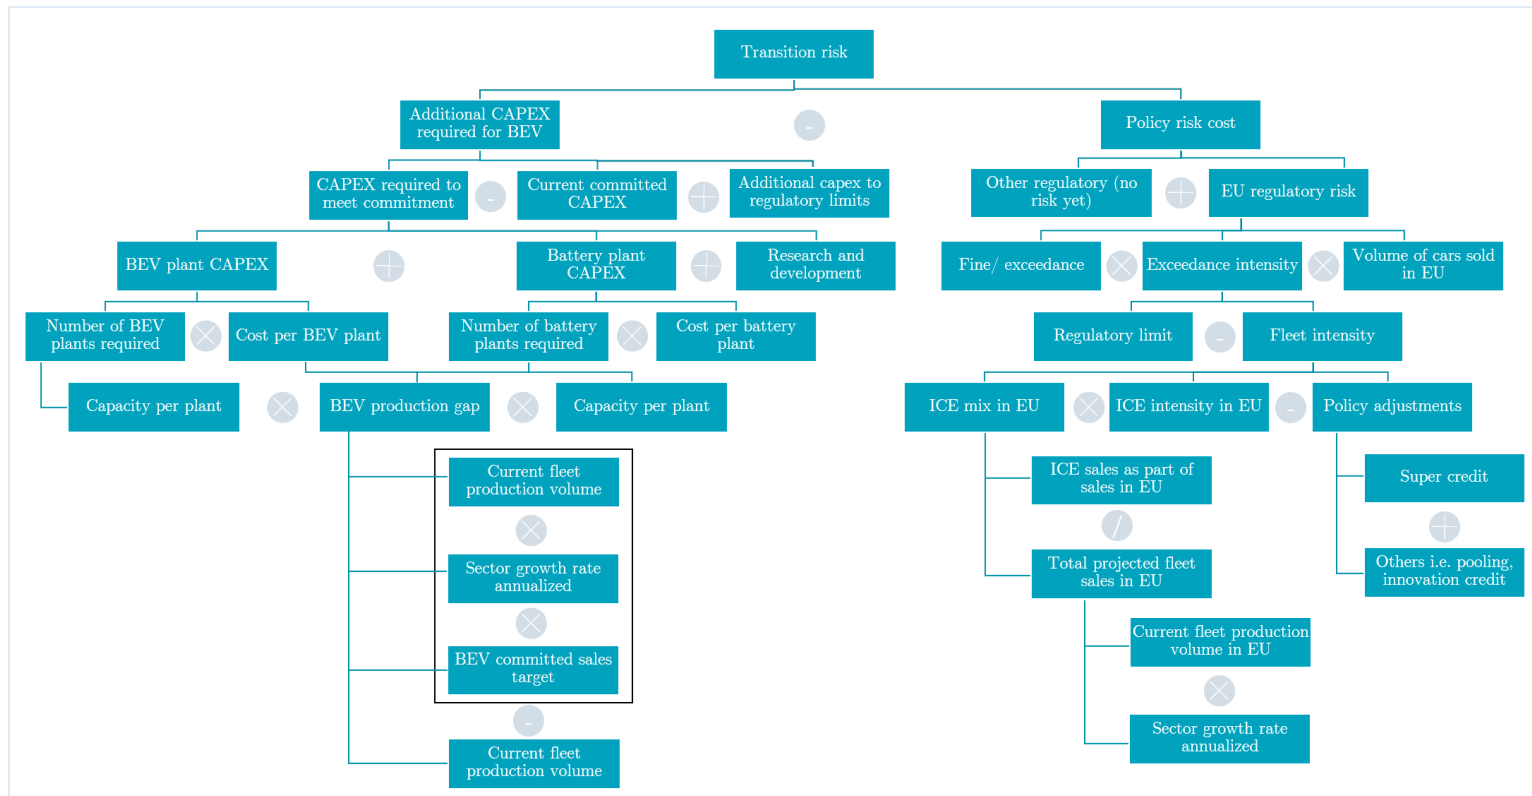 Transition risk
Additional CAPEX
required for BEV
-
Policy risk cost
CAPEX required to
meet commitment
-
Current committed
CAPEX
+
Additional capex to
regulatory limits
Other regulatory (no
risk yet)
+
EU regulatory risk
BEV plant CAPEX
+
Battery plant
CAPEX
+
Research and
development
Fine/ exceedance
×
Exceedance intensity
×
Volume of cars sold
in EU
Number of BEV
plants required
×
Cost per BEV plant
Number of battery
plants required
×
Cost per battery
plant
Regulatory limit
-
Fleet intensity
Capacity per plant
×
BEV production gap
×
Capacity per plant
ICE mix in EU
×
ICE intensity in EU
-
Policy adjustments
Current fleet
production volume
×
Sector growth rate
annualized
×
BEV committed sales
target
-
Current fleet
production volume
ICE sales as part of
sales in EU
/
Total projected fleet
sales in EU
Current fleet production
volume in EU
×
Sector growth rate
annualized
Super credit
+
Others i.e. pooling,
innovation credit